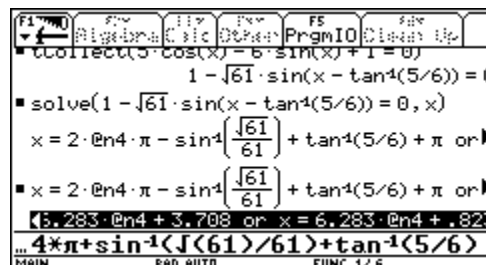 F1 F5
Algebra Calc Other PrgmIO Clean Up
▪ tCollect(5·cos(x) − 6·sin(x) + 1 = 0)
1 − √61·sin(x − tan⁻¹(5/6)) = 0
▪ solve(1 − √61·sin(x − tan⁻¹(5/6)) = 0, x)
x = 2·@n4·π − sin⁻¹(√61/61) + tan⁻¹(5/6) + π or▶
▪ x = 2·@n4·π − sin⁻¹(√61/61) + tan⁻¹(5/6) + π or▶
◀6.283·@n4 + 3.708 or x = 6.283·@n4 + .82
…4*π+sin⁻¹(√(61)/61)+tan⁻¹(5/6)
MAIN RAD AUTO FUNC 1/6